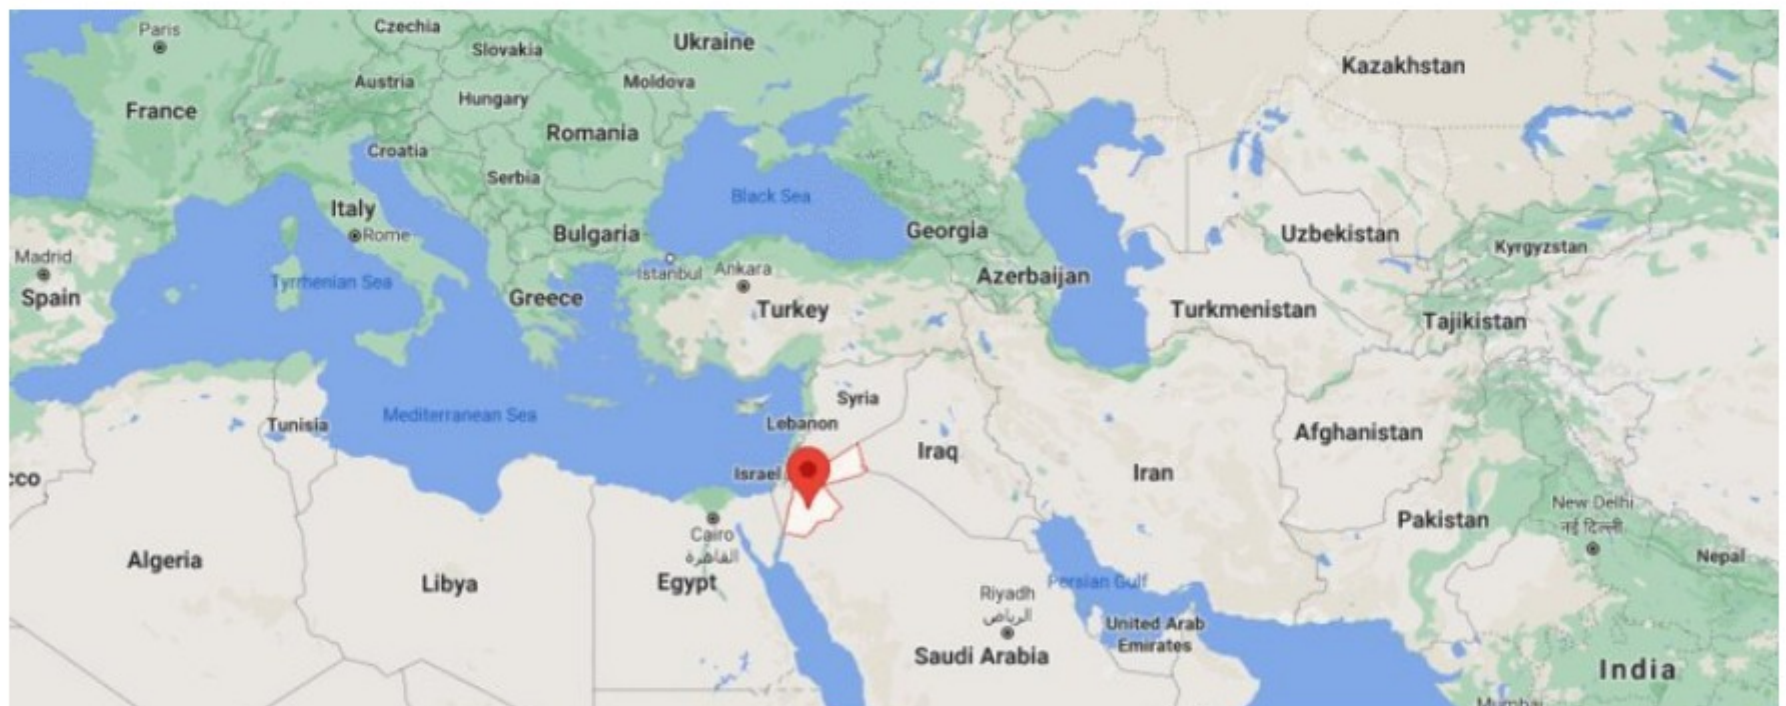 Paris
Czechia
Slovakia
Ukraine
Kazakhstan
Austria
Moldova
Hungary
France
Romania
Croatia
Serbia
Black Sea
Italy
Rome
Bulgaria
Georgia
Uzbekistan
Kyrgyzstan
Madrid
Istanbul
Ankara
Azerbaijan
Tyrrhenian Sea
Spain
Greece
Turkey
Turkmenistan
Tajikistan
Syria
Mediterranean Sea
Lebanon
Tunisia
Afghanistan
Iraq
Israel
Iran
cco
New Delhi
नई दिल्ली
Pakistan
Cairo
القاهرة
Nepal
Algeria
Libya
Egypt
Persian Gulf
Riyadh
الرياض
United Arab
Emirates
Saudi Arabia
India
Mumbai